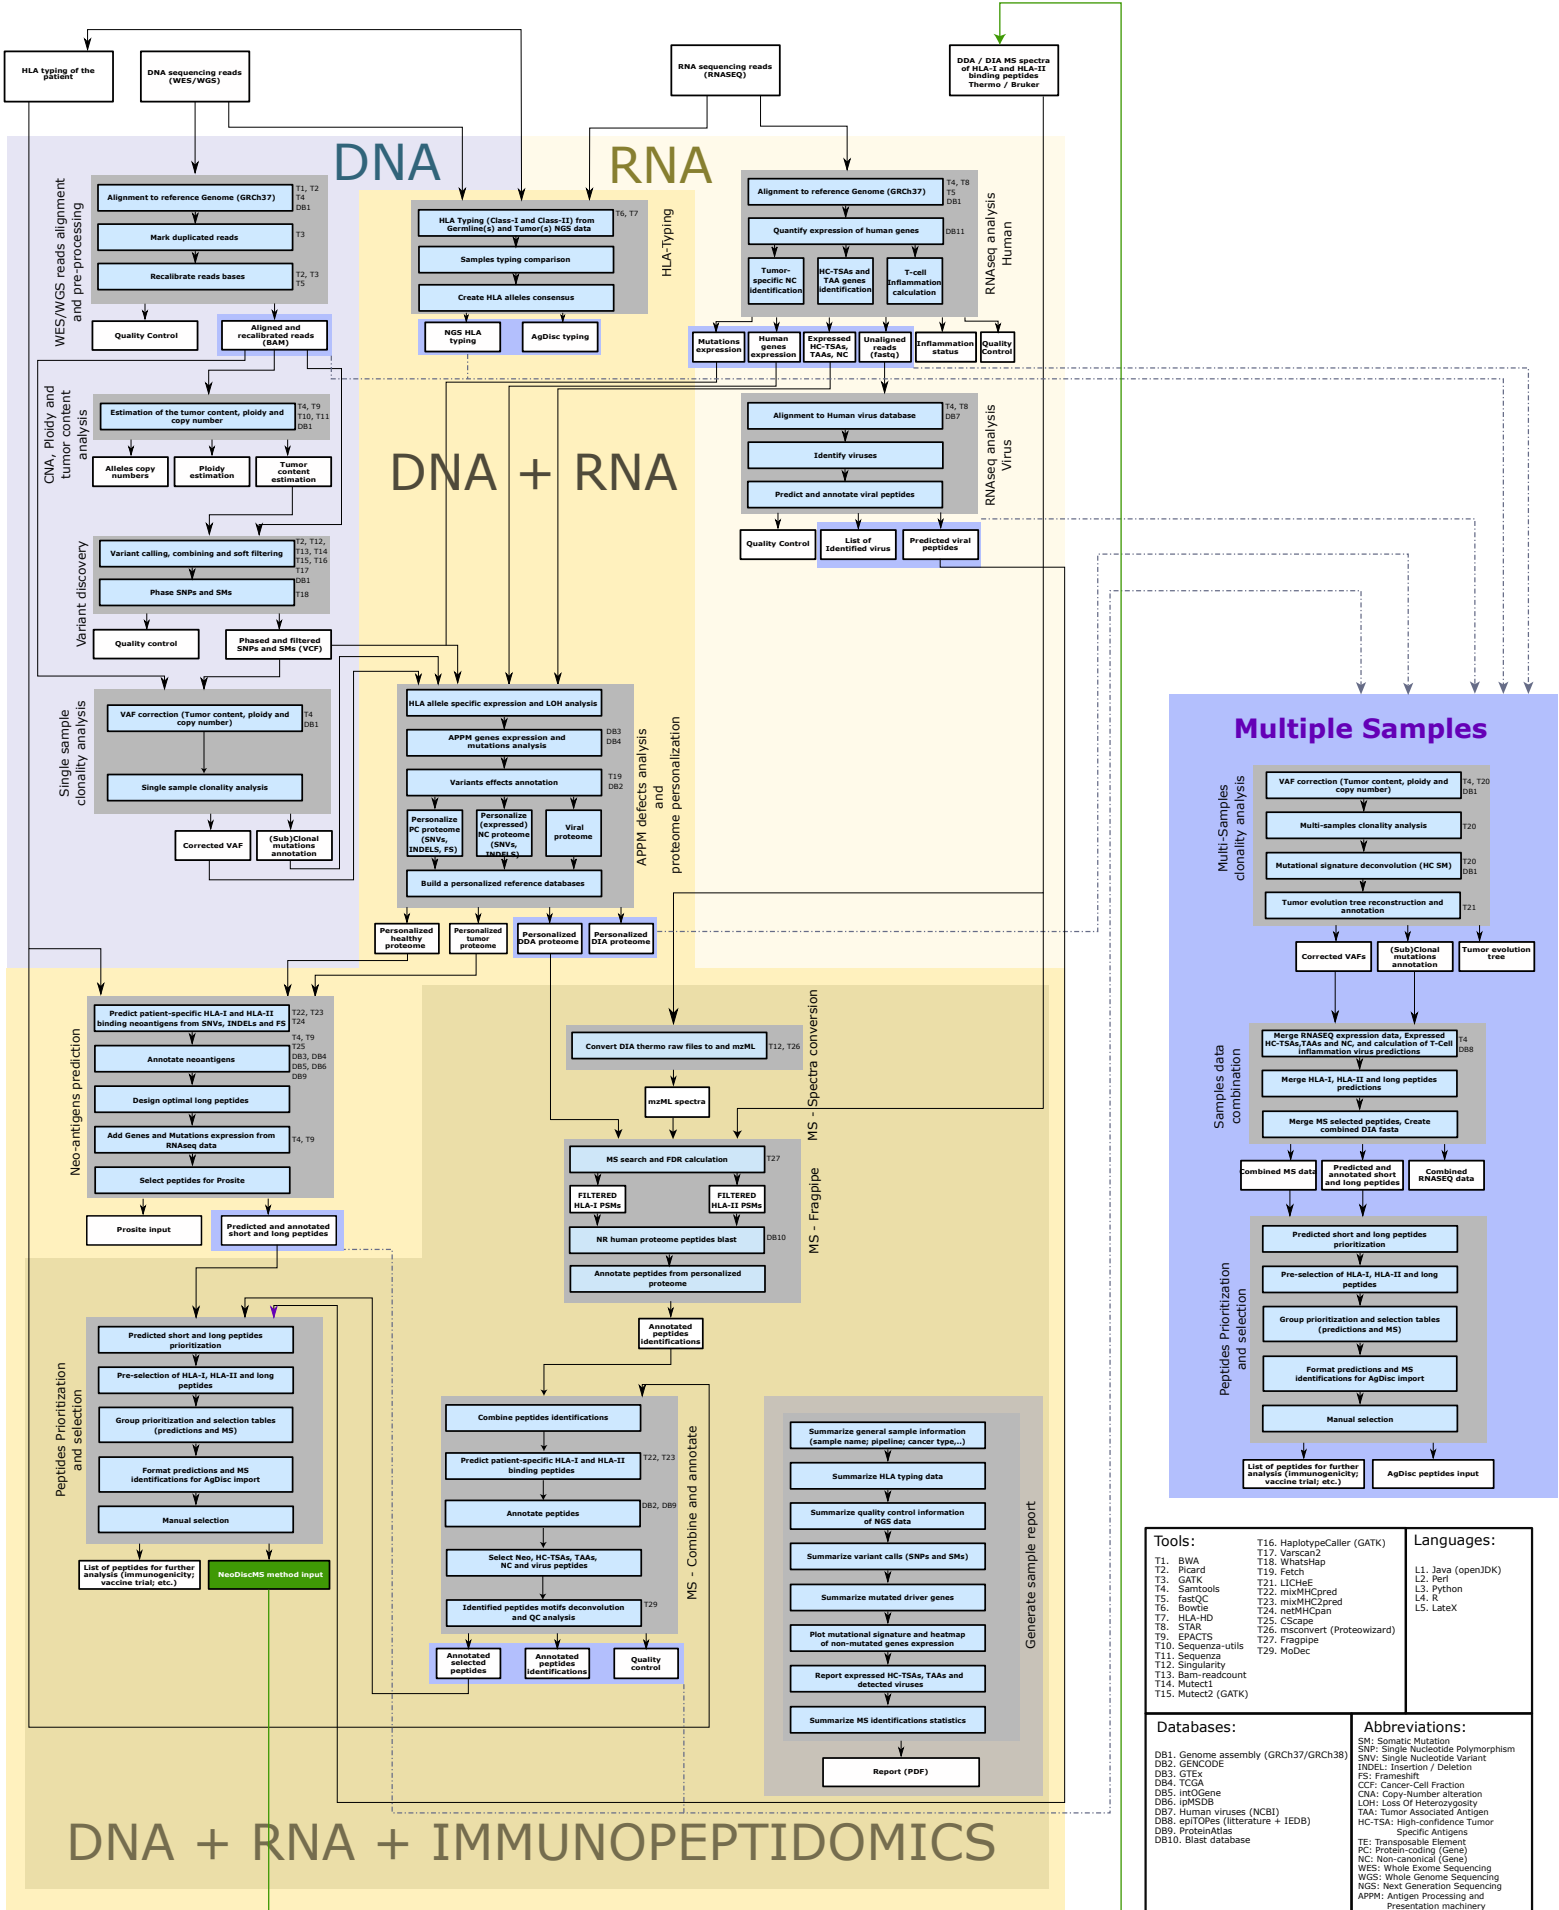 HLA typing of the
patient
DNA sequencing reads
(WES/WGS)
RNA sequencing reads
(RNASEQ)
DDA / DIA MS spectra
of HLA-I and HLA-II
binding peptides
Thermo / Bruker
DNA
RNA
WES/WGS reads alignment
and pre-processing
Alignment to reference Genome (GRCh37)
T1, T2
T4
DB1
Mark duplicated reads
T3
Recalibrate reads bases
T2, T3
T5
Quality Control
Aligned and
recalibrated reads
(BAM)
HLA-Typing
HLA Typing (Class-I and Class-II) from
Germline(s) and Tumor(s) NGS data
T6, T7
Samples typing comparison
Create HLA alleles consensus
NGS HLA
typing
AgDisc typing
RNAseq analysis
Human
Alignment to reference Genome (GRCh37)
T4, T8
T5
DB1
Quantify expression of human genes
DB11
Tumor-
specific NC
identification
HC-TSAs and
TAA genes
identification
T-cell
Inflammation
calculation
Mutations
expression
Human
genes
expression
Expressed
HC-TSAs,
TAAs, NC
Unaligned
reads
(fastq)
Inflammation
status
Quality
Control
CNA, Ploidy and
tumor content
analysis
Estimation of the tumor content, ploidy and
copy number
T4, T9
T10, T11
DB1
Alleles copy
numbers
Ploidy
estimation
Tumor
content
estimation
DNA + RNA
RNAseq analysis
Virus
Alignment to Human virus database
T4, T8
DB7
Identify viruses
Predict and annotate viral peptides
Quality Control
List of
Identified virus
Predicted viral
peptides
Variant discovery
Variant calling, combining and soft filtering
T2, T12,
T13, T14
T15, T16
T17
DB1
Phase SNPs and SMs
T18
Quality control
Phased and filtered
SNPs and SMs (VCF)
Single sample
clonality analysis
VAF correction (Tumor content, ploidy and
copy number)
T4
DB1
Single sample clonality analysis
Corrected VAF
(Sub)Clonal
mutations
annotation
APPM defects analysis
and
proteome personalization
HLA allele specific expression and LOH analysis
APPM genes expression and
mutations analysis
DB3
DB4
Variants effects annotation
T19
DB2
Personalize
PC proteome
(SNVs,
INDELS, FS)
Personalize
(expressed)
NC proteome
(SNVs,
INDELS)
Viral
proteome
Build a personalized reference databases
Personalized
healthy
proteome
Personalized
tumor
proteome
Personalized
DDA proteome
Personalized
DIA proteome
Multiple Samples
Multi-Samples
clonality analysis
VAF correction (Tumor content, ploidy and
copy number)
T4, T20
DB1
Multi-samples clonality analysis
T20
Mutational signature deconvolution (HC SM)
T20
DB1
Tumor evolution tree reconstruction and
annotation
T21
Corrected VAFs
(Sub)Clonal
mutations
annotation
Tumor evolution
tree
Samples data
combination
Merge RNASEQ expression data, Expressed
HC-TSAs,TAAs and NC, and calculation of T-Cell
inflammation virus predictions
T4
DB8
Merge HLA-I, HLA-II and long peptides
predictions
Merge MS selected peptides, Create
combined DIA fasta
Combined MS data
Predicted and
annotated short
and long peptides
Combined
RNASEQ data
Peptides Prioritization
and selection
Predicted short and long peptides
prioritization
Pre-selection of HLA-I, HLA-II and long
peptides
Group prioritization and selection tables
(predictions and MS)
Format predictions and MS
identifications for AgDisc import
Manual selection
List of peptides for further
analysis (immunogenicity;
vaccine trial; etc.)
AgDisc peptides input
Neo-antigens prediction
Predict patient-specific HLA-I and HLA-II
binding neoantigens from SNVs, INDELs and FS
T22, T23
T24
Annotate neoantigens
T4, T9
T25
DB3, DB4
DB5, DB6
DB9
Design optimal long peptides
Add Genes and Mutations expression from
RNAseq data
T4, T9
Select peptides for Prosite
Prosite input
Predicted and annotated
short and long peptides
MS - Spectra conversion
Convert DIA thermo raw files to and mzML
T12, T26
mzML spectra
MS - Fragpipe
MS search and FDR calculation
T27
FILTERED
HLA-I PSMs
FILTERED
HLA-II PSMs
NR human proteome peptides blast
DB10
Annotate peptides from personalized
proteome
Annotated
peptides
identifications
Peptides Prioritization
and selection
Predicted short and long peptides
prioritization
Pre-selection of HLA-I, HLA-II and long
peptides
Group prioritization and selection tables
(predictions and MS)
Format predictions and MS
identifications for AgDisc import
Manual selection
List of peptides for further
analysis (immunogenicity;
vaccine trial; etc.)
NeoDiscMS method input
MS - Combine and annotate
Combine peptides identifications
Predict patient-specific HLA-I and HLA-II
binding peptides
T22, T23
Annotate peptides
DB2, DB9
Select Neo, HC-TSAs, TAAs,
NC and virus peptides
Identified peptides motifs deconvolution
and QC analysis
T29
Annotated
selected
peptides
Annotated
peptides
identifications
Quality
control
Generate sample report
Summarize general sample information
(sample name; pipeline; cancer type,..)
Summarize HLA typing data
Summarize quality control information
of NGS data
Summarize variant calls (SNPs and SMs)
Summarize mutated driver genes
Plot mutational signature and heatmap
of non-mutated genes expression
Report expressed HC-TSAs, TAAs and
detected viruses
Summarize MS identifications statistics
Report (PDF)
DNA + RNA + IMMUNOPEPTIDOMICS
Tools:
T1. BWA
T2. Picard
T3. GATK
T4. Samtools
T5. fastQC
T6. Bowtie
T7. HLA-HD
T8. STAR
T9. EPACTS
T10. Sequenza-utils
T11. Sequenza
T12. Singularity
T13. Bam-readcount
T14. Mutect1
T15. Mutect2 (GATK)
T16. HaplotypeCaller (GATK)
T17. Varscan2
T18. WhatsHap
T19. Fetch
T21. LICHeE
T22. mixMHCpred
T23. mixMHC2pred
T24. netMHCpan
T25. CScape
T26. msconvert (Proteowizard)
T27. Fragpipe
T29. MoDec
Languages:
L1. Java (openJDK)
L2. Perl
L3. Python
L4. R
L5. LateX
Databases:
DB1. Genome assembly (GRCh37/GRCh38)
DB2. GENCODE
DB3. GTEx
DB4. TCGA
DB5. intOGene
DB6. ipMSDB
DB7. Human viruses (NCBI)
DB8. epiTOPes (litterature + IEDB)
DB9. ProteinAtlas
DB10. Blast database
Abbreviations:
SM: Somatic Mutation
SNP: Single Nucleotide Polymorphism
SNV: Single Nucleotide Variant
INDEL: Insertion / Deletion
FS: Frameshift
CCF: Cancer-Cell Fraction
CNA: Copy-Number alteration
LOH: Loss Of Heterozygosity
TAA: Tumor Associated Antigen
HC-TSA: High-confidence Tumor
Specific Antigens
TE: Transposable Element
PC: Protein-coding (Gene)
NC: Non-canonical (Gene)
WES: Whole Exome Sequencing
WGS: Whole Genome Sequencing
NGS: Next Generation Sequencing
APPM: Antigen Processing and
Presentation machinery